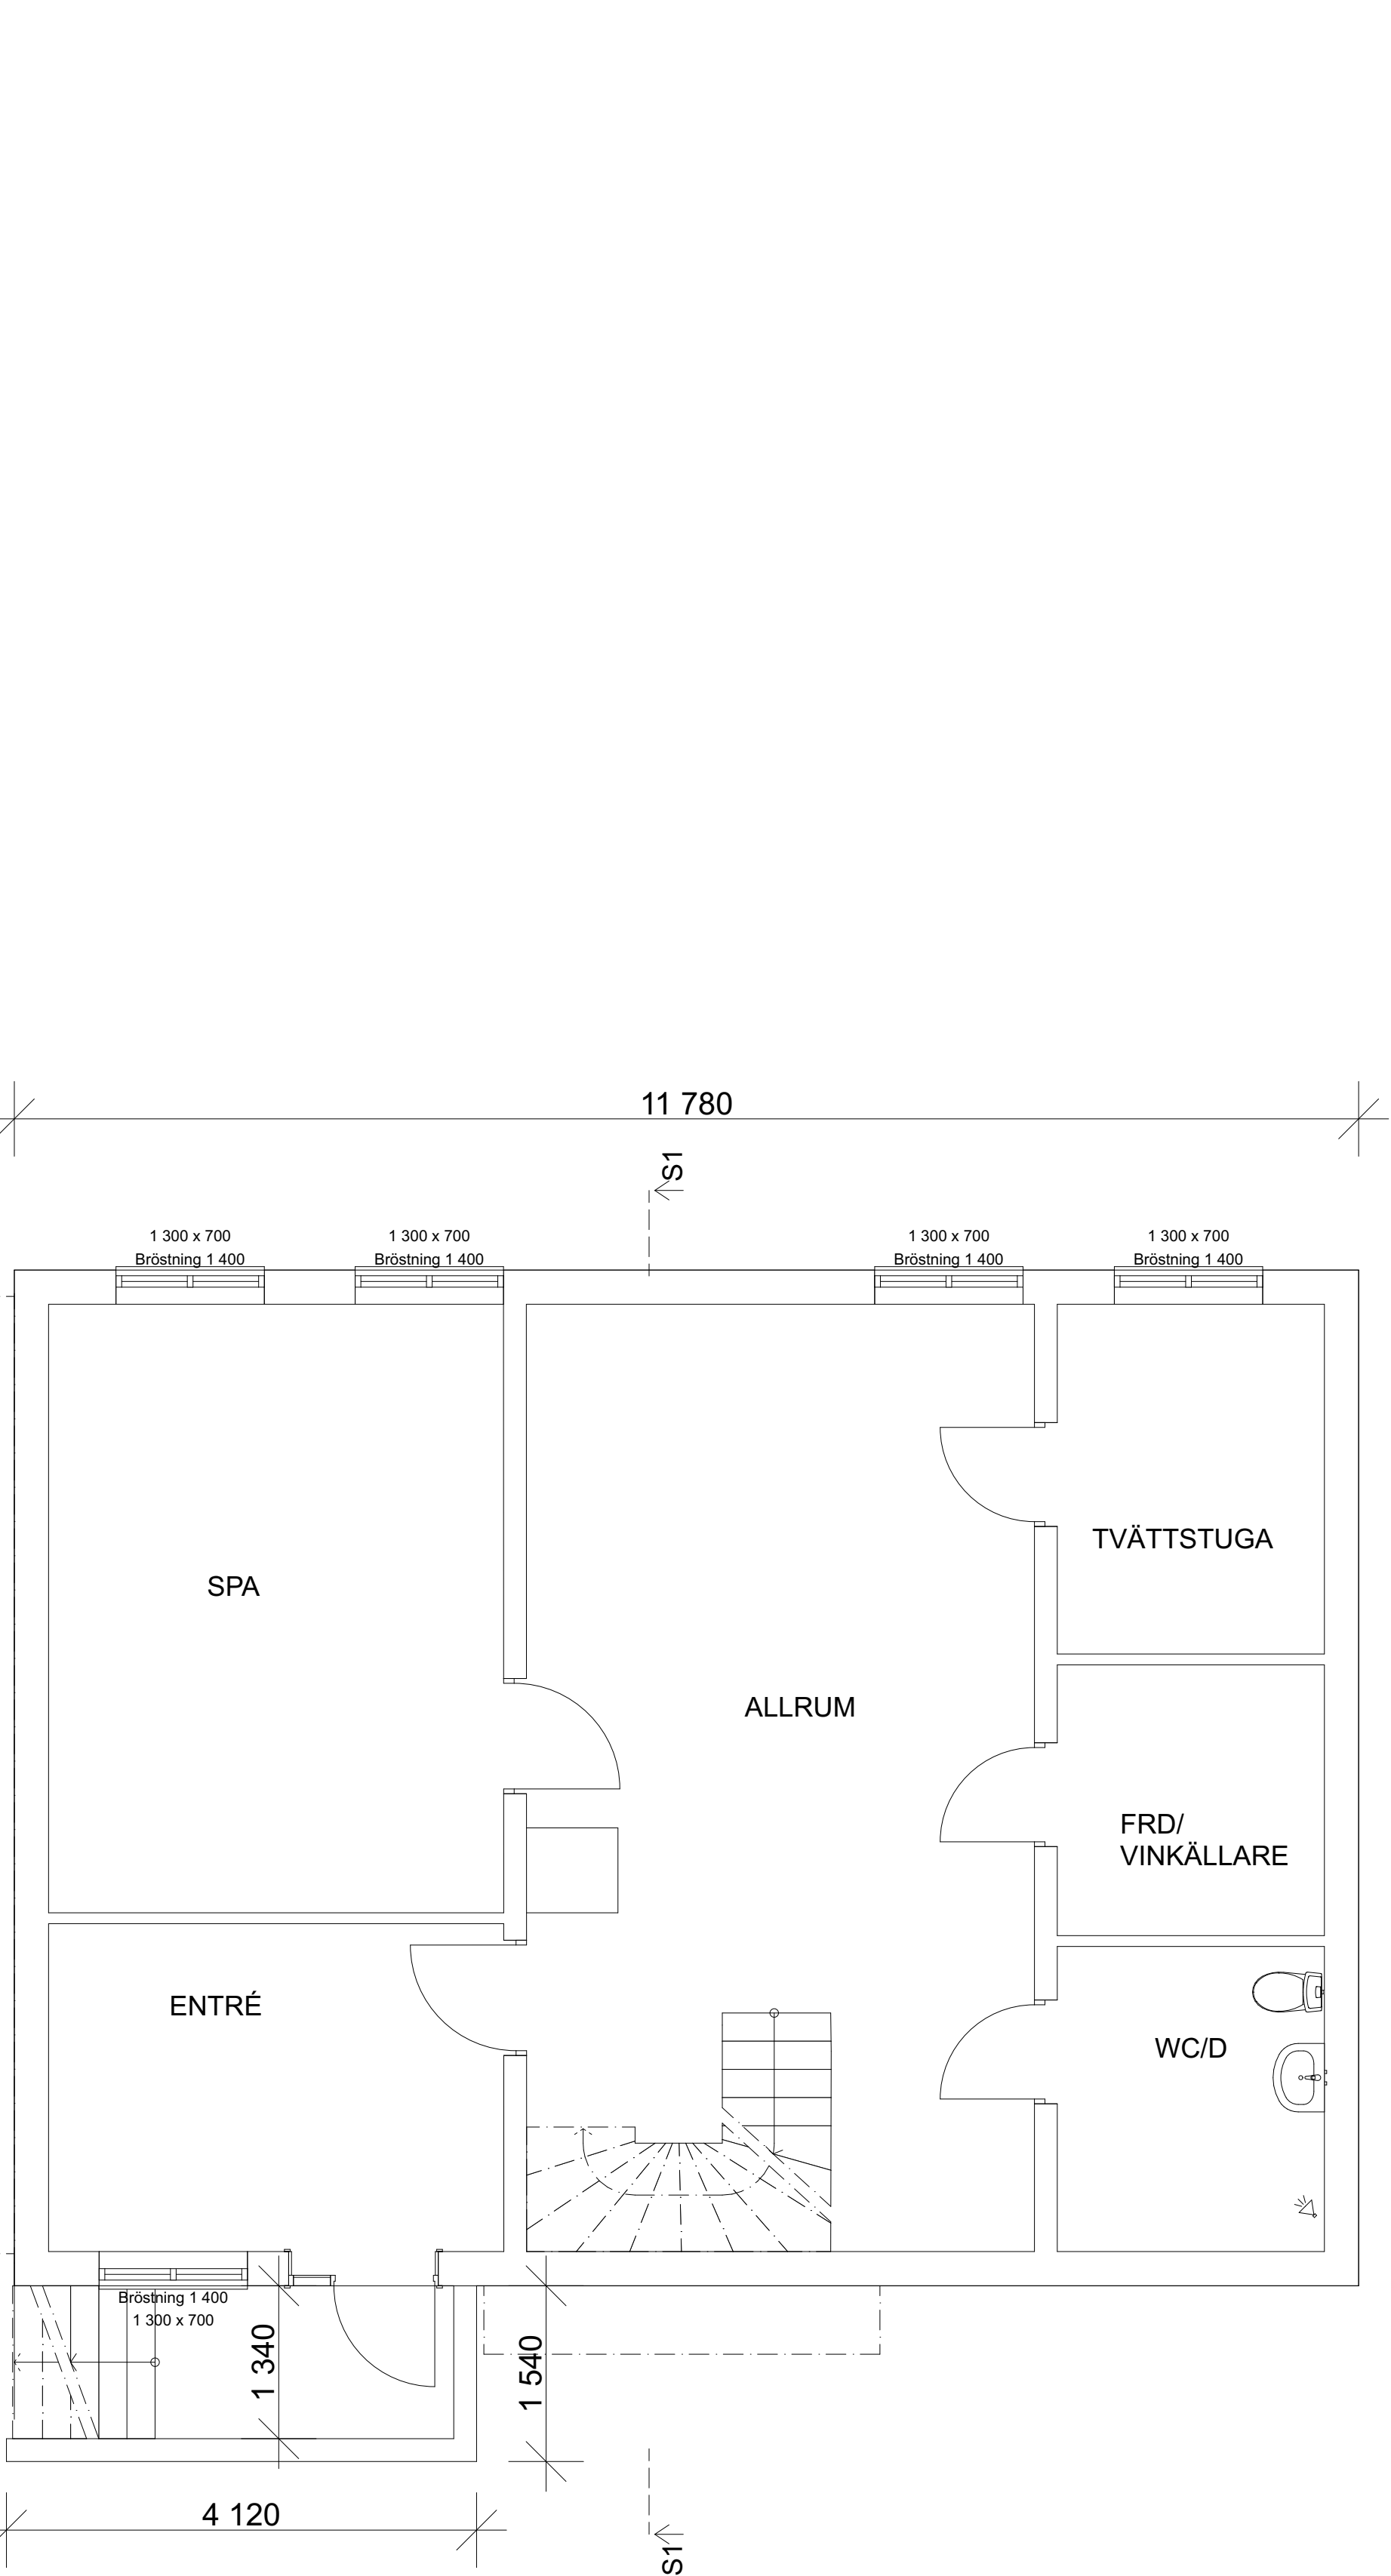 11 780
S1
1 300 x 700
Bröstning 1 400
1 300 x 700
Bröstning 1 400
1 300 x 700
Bröstning 1 400
1 300 x 700
Bröstning 1 400
TVÄTTSTUGA
SPA
ALLRUM
FRD/
VINKÄLLARE
ENTRÉ
WC/D
Bröstning 1 400
1 300 x 700
1 340
1 540
4 120
S1